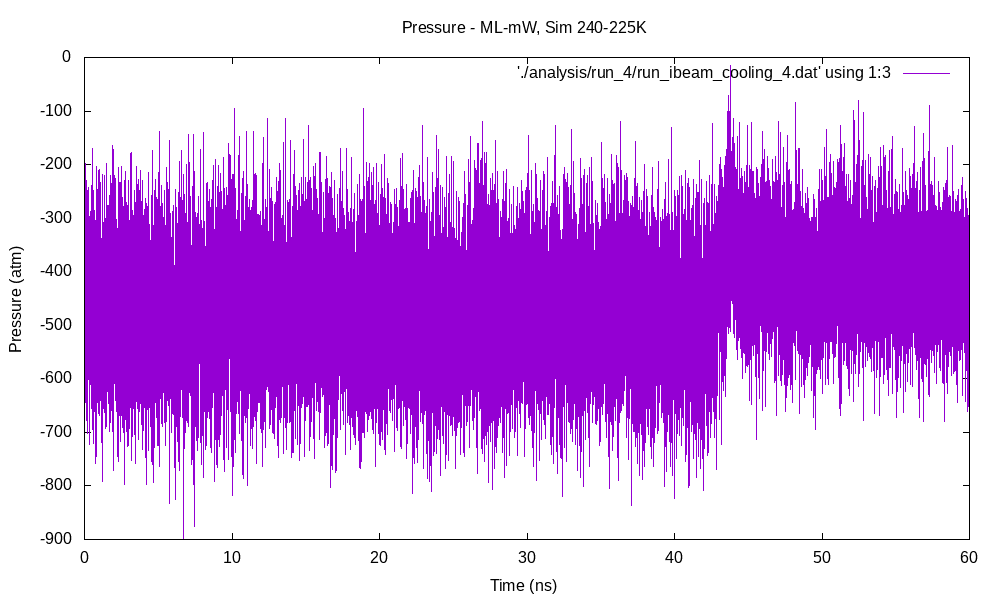 Pressure - ML-mW, Sim 240-225K
'./analysis/run_4/run_ibeam_cooling_4.dat' using 1:3
0
-100
-200
-300
-400
-500
-600
-700
-800
-900
Pressure (atm)
0 10 20 30 40 50 60
Time (ns)